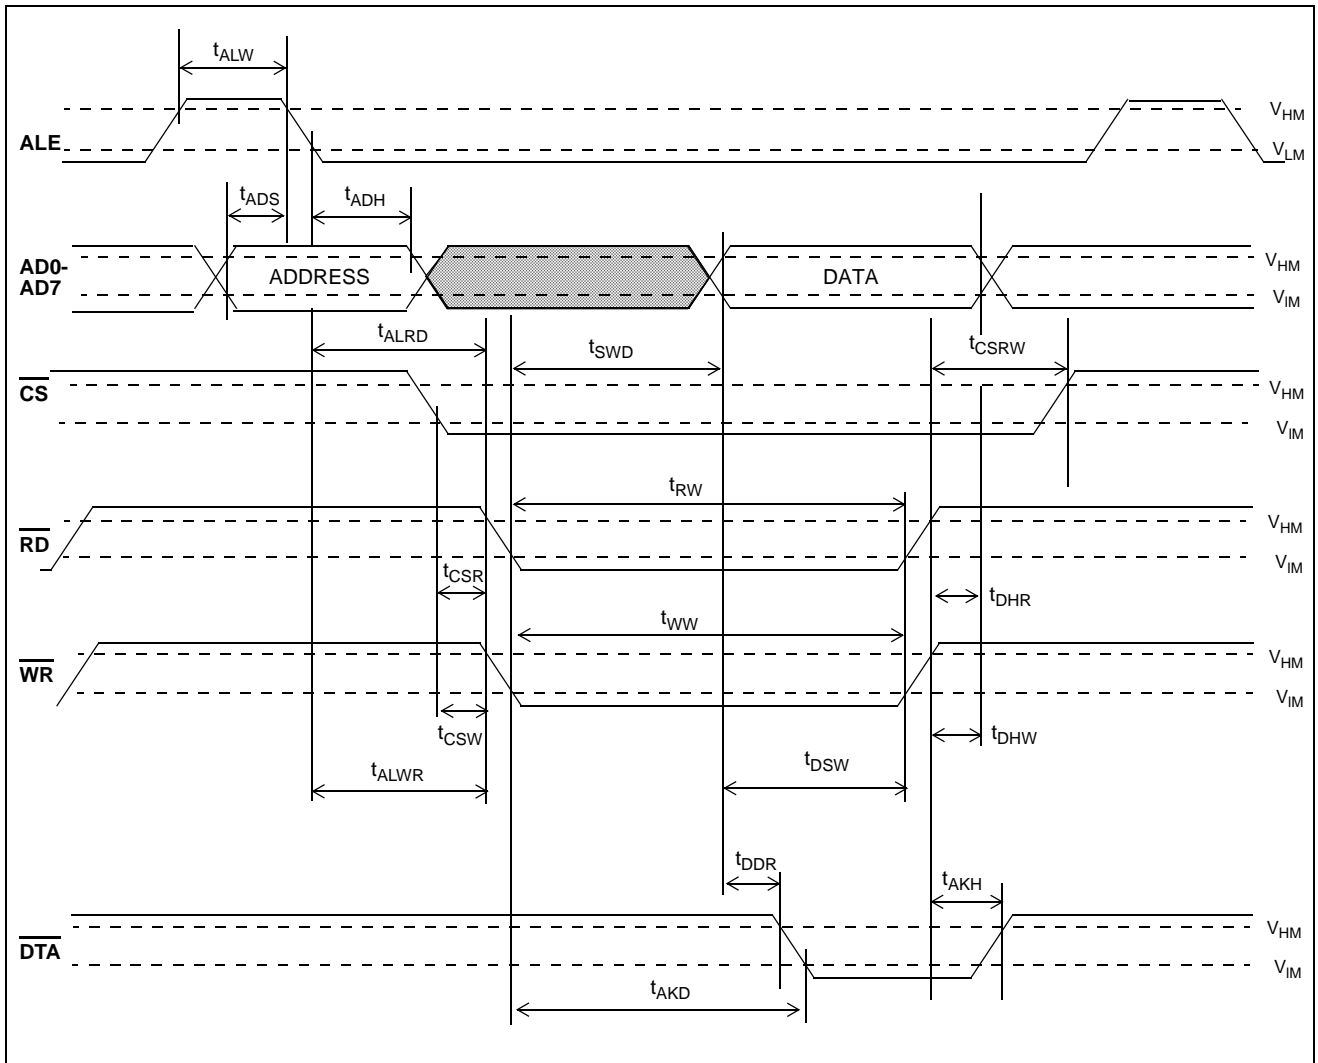 tALW
VHM
ALE
VLM
tADS
tADH
AD0-
AD7
ADDRESS
DATA
VHM
VIM
tALRD
tSWD
tCSRW
CS
VHM
VIM
tRW
RD
VHM
VIM
tCSR
tDHR
tWW
WR
VHM
VIM
tCSW
tDHW
tALWR
tDSW
tDDR
tAKH
DTA
VHM
VIM
tAKD